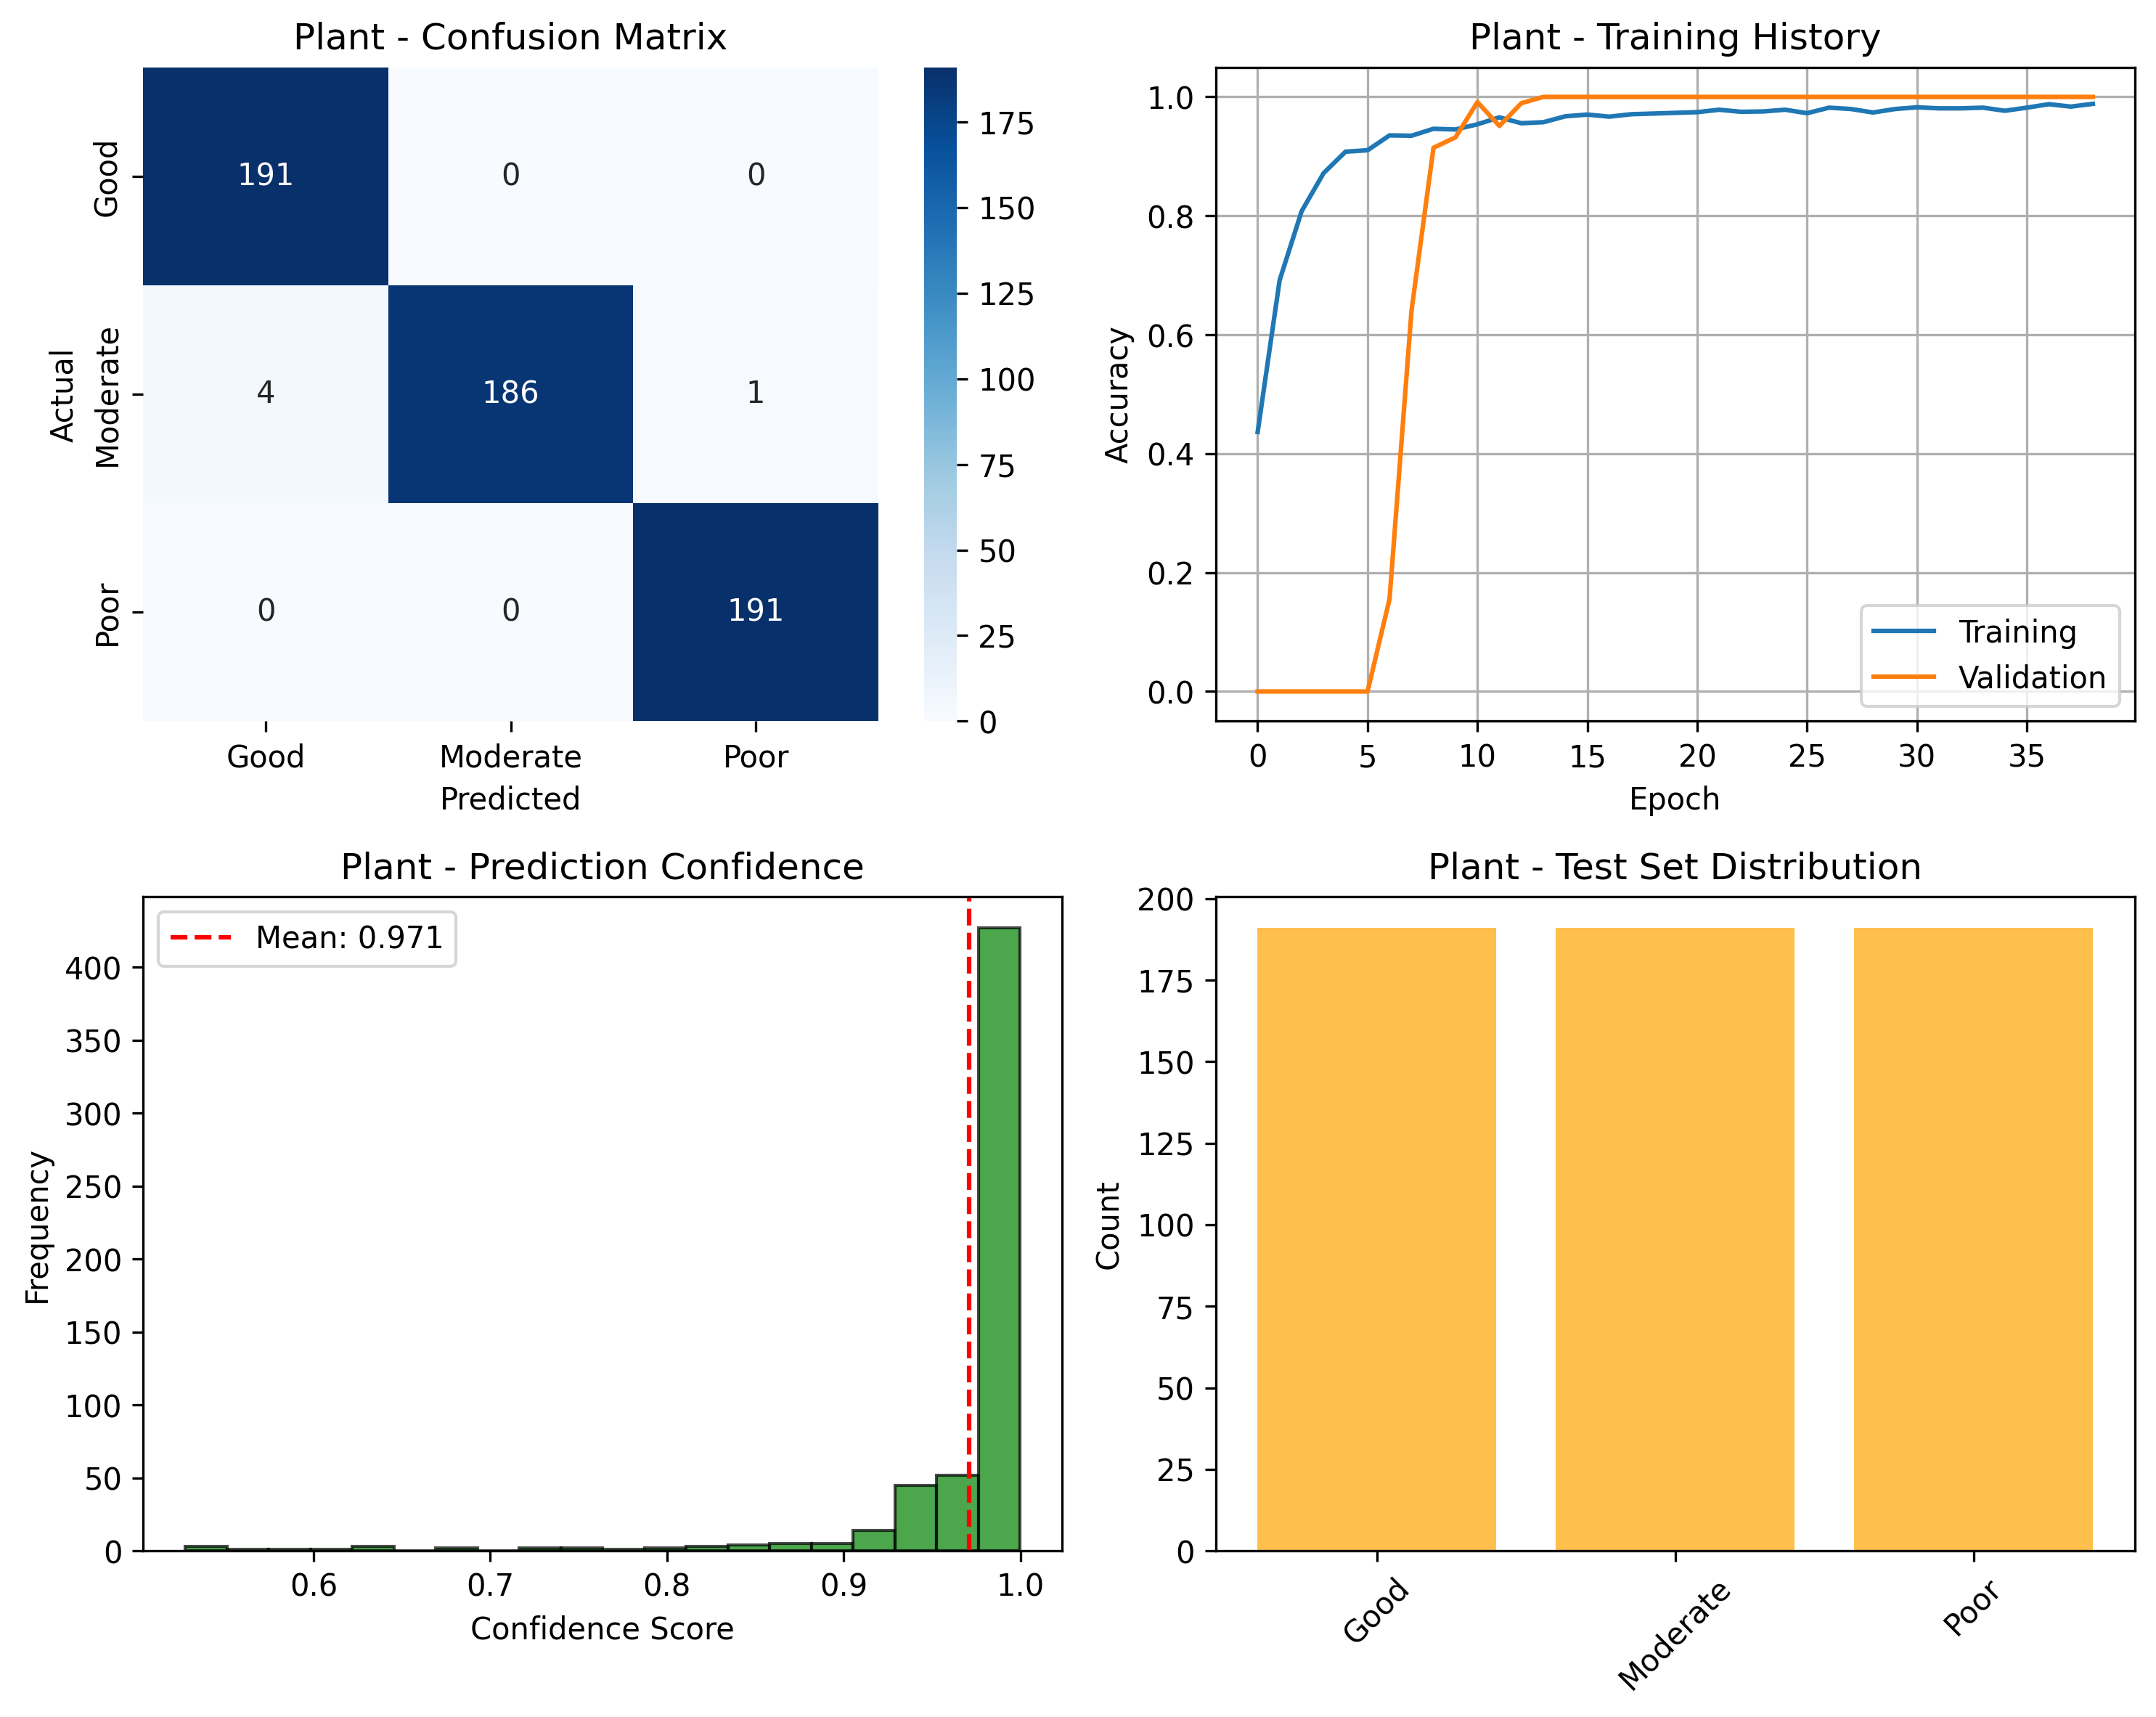 Plant - Confusion Matrix
Actual
Good
Moderate
Poor
191 0 0
4 186 1
0 0 191
Good Moderate Poor
Predicted
175
150
125
100
75
50
25
0
Plant - Training History
Accuracy
1.0
0.8
0.6
0.4
0.2
0.0
Training
Validation
0 5 10 15 20 25 30 35
Epoch
Plant - Prediction Confidence
Mean: 0.971
Frequency
400
350
300
250
200
150
100
50
0
0.6 0.7 0.8 0.9 1.0
Confidence Score
Plant - Test Set Distribution
Count
200
175
150
125
100
75
50
25
0
Good Moderate Poor